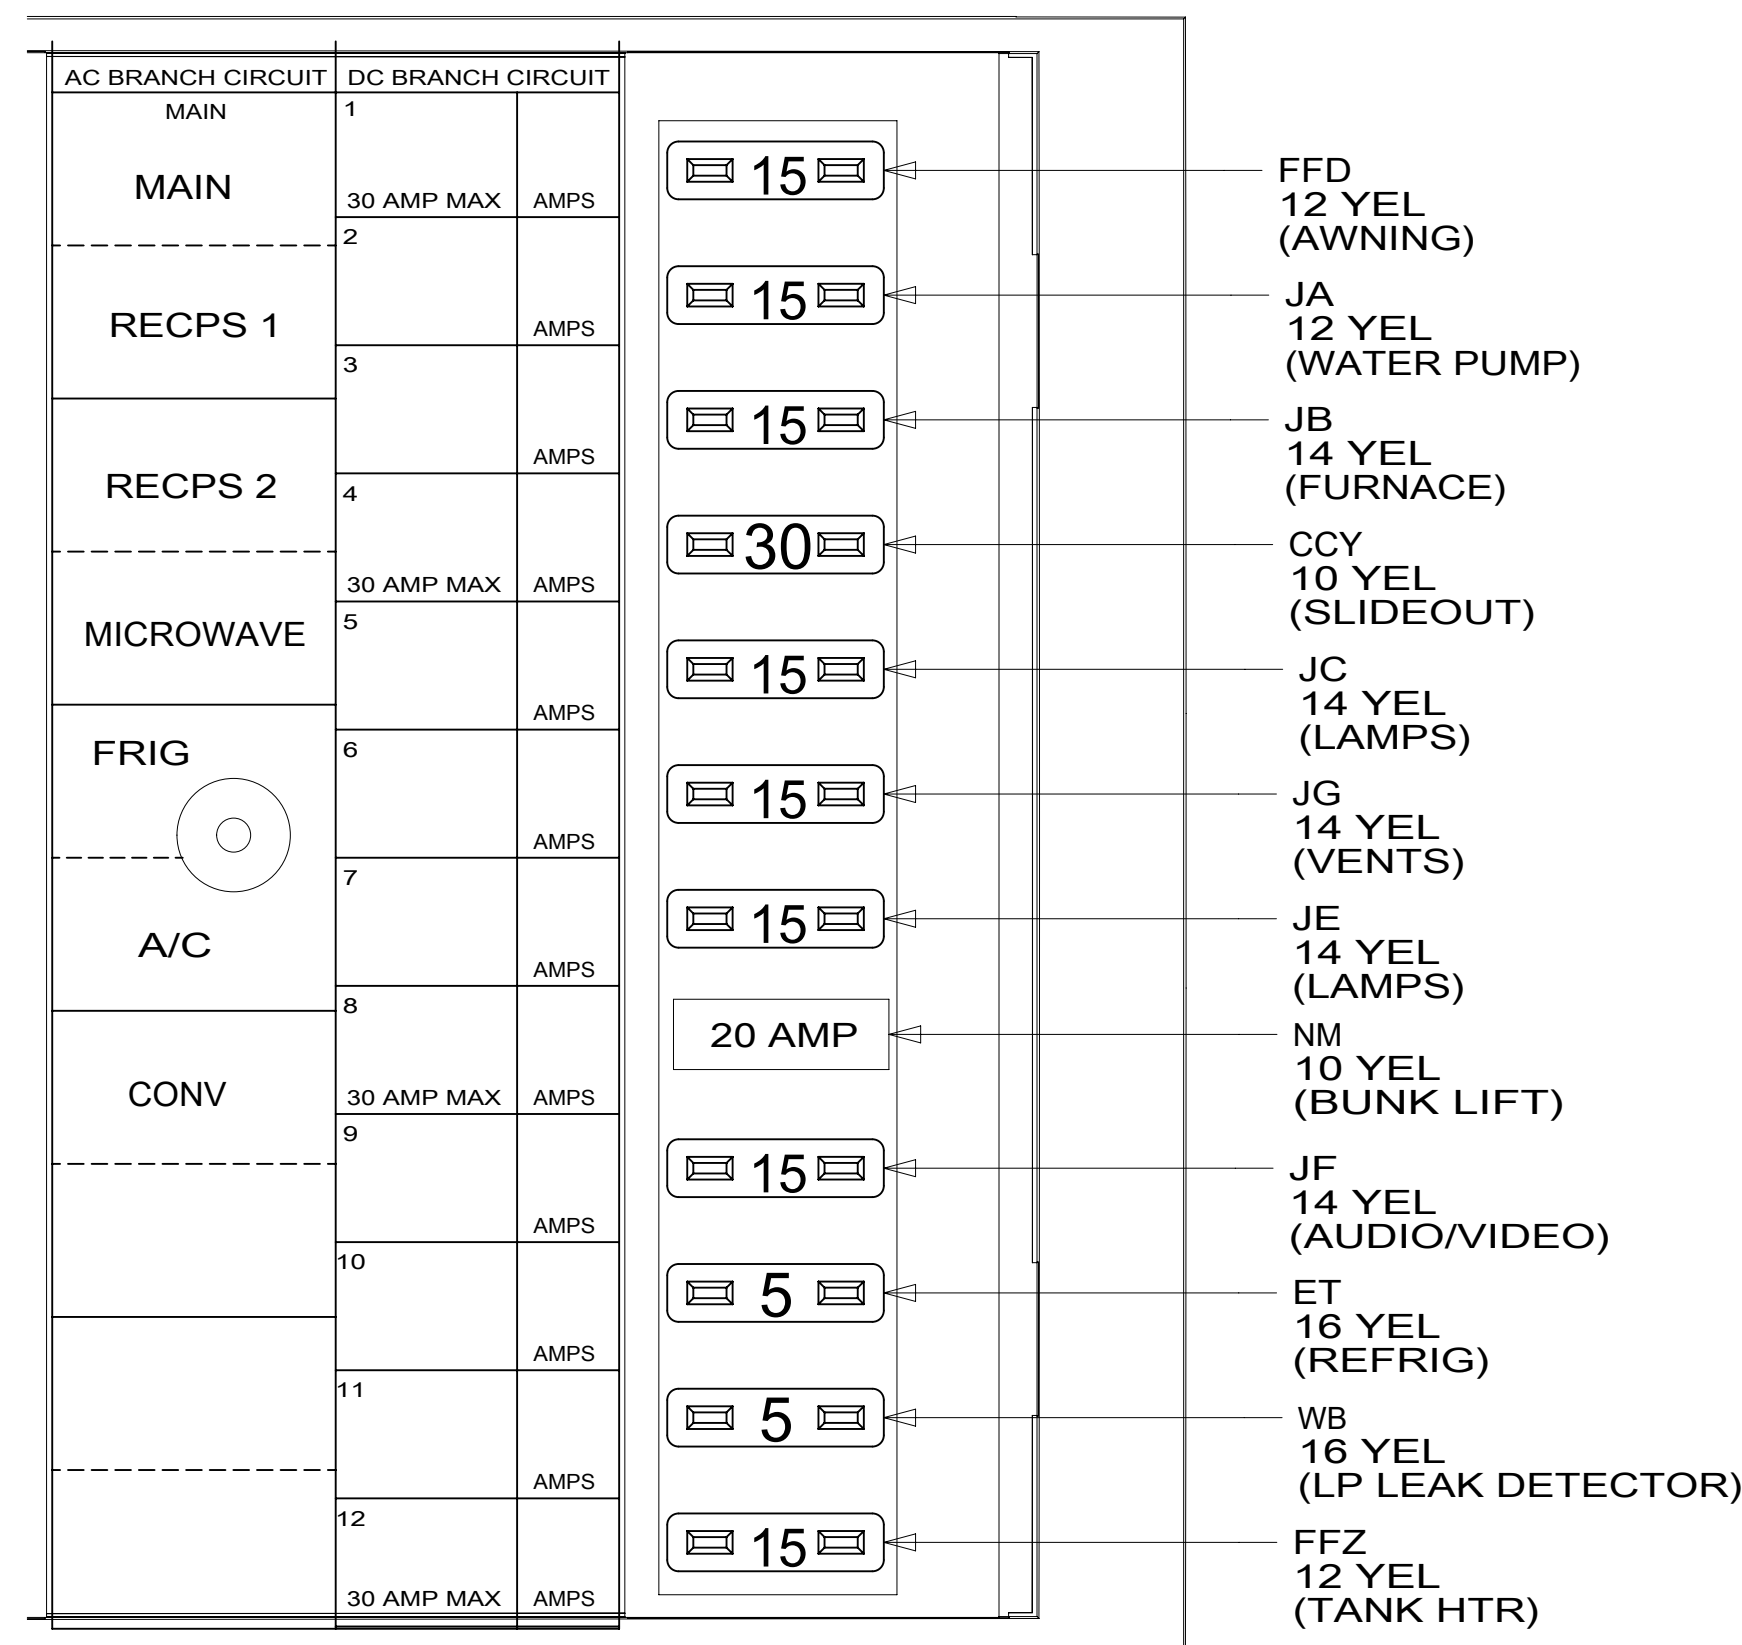 AC BRANCH CIRCUIT
MAIN
MAIN
RECPS 1
RECPS 2
MICROWAVE
FRIG
A/C
CONV
DC BRANCH CIRCUIT
1
30 AMP MAX AMPS
2
AMPS
3
AMPS
4
30 AMP MAX AMPS
5
AMPS
6
AMPS
7
AMPS
8
30 AMP MAX AMPS
9
AMPS
10
AMPS
11
AMPS
12
30 AMP MAX AMPS
15
FFD
12 YEL
(AWNING)
15
JA
12 YEL
(WATER PUMP)
15
JB
14 YEL
(FURNACE)
30
CCY
10 YEL
(SLIDEOUT)
15
JC
14 YEL
(LAMPS)
15
JG
14 YEL
(VENTS)
15
JE
14 YEL
(LAMPS)
20 AMP
NM
10 YEL
(BUNK LIFT)
15
JF
14 YEL
(AUDIO/VIDEO)
5
ET
16 YEL
(REFRIG)
5
WB
16 YEL
(LP LEAK DETECTOR)
15
FFZ
12 YEL
(TANK HTR)